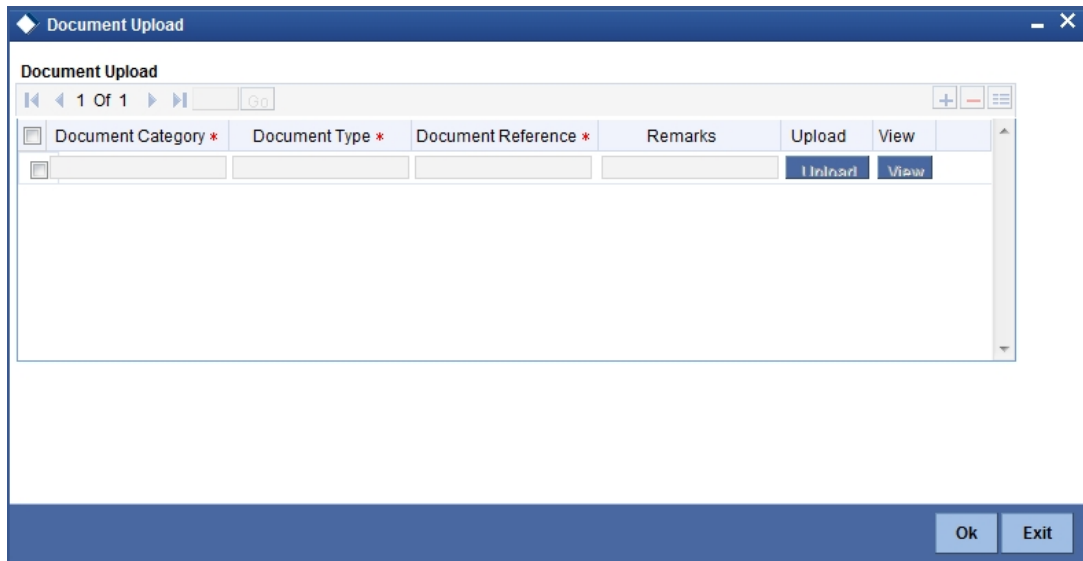 Document Upload
Document Upload
1 Of 1 Go
Document Category * Document Type * Document Reference * Remarks Upload View
Upload View
Ok Exit